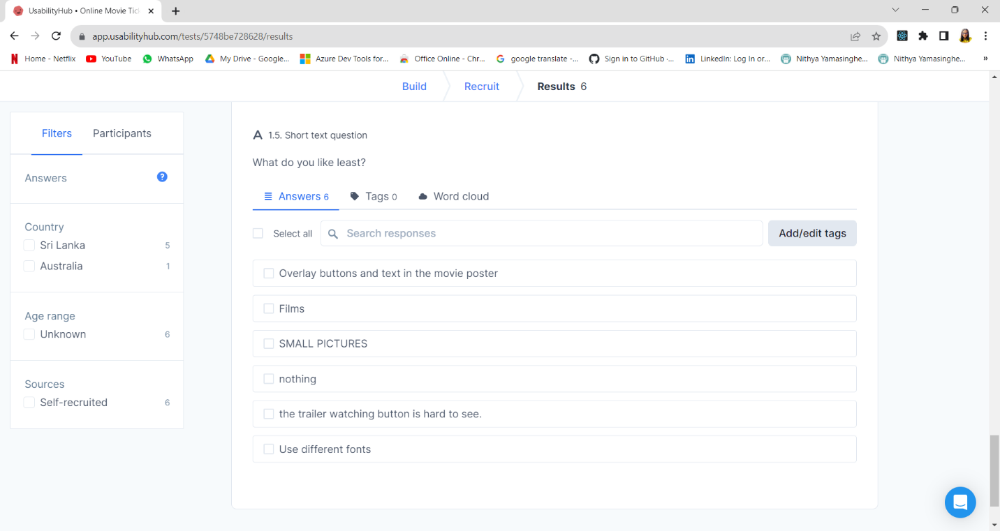 UsabilityHub • Online Movie Tic
app.usabilityhub.com/tests/5748be728628/results
Home - Netflix YouTube WhatsApp My Drive - Google... Azure Dev Tools for... Office Online - Chr... google translate -... Sign in to GitHub ·... LinkedIn: Log In or... Nithya Yamasinghe... Nithya Yamasinghe... »
Build Recruit Results 6
Filters Participants
Answers ?
Country
Sri Lanka 5
Australia 1
Age range
Unknown 6
Sources
Self-recruited 6
1.5. Short text question
What do you like least?
Answers 6 Tags 0 Word cloud
Select all Search responses Add/edit tags
Overlay buttons and text in the movie poster
Films
SMALL PICTURES
nothing
the trailer watching button is hard to see.
Use different fonts